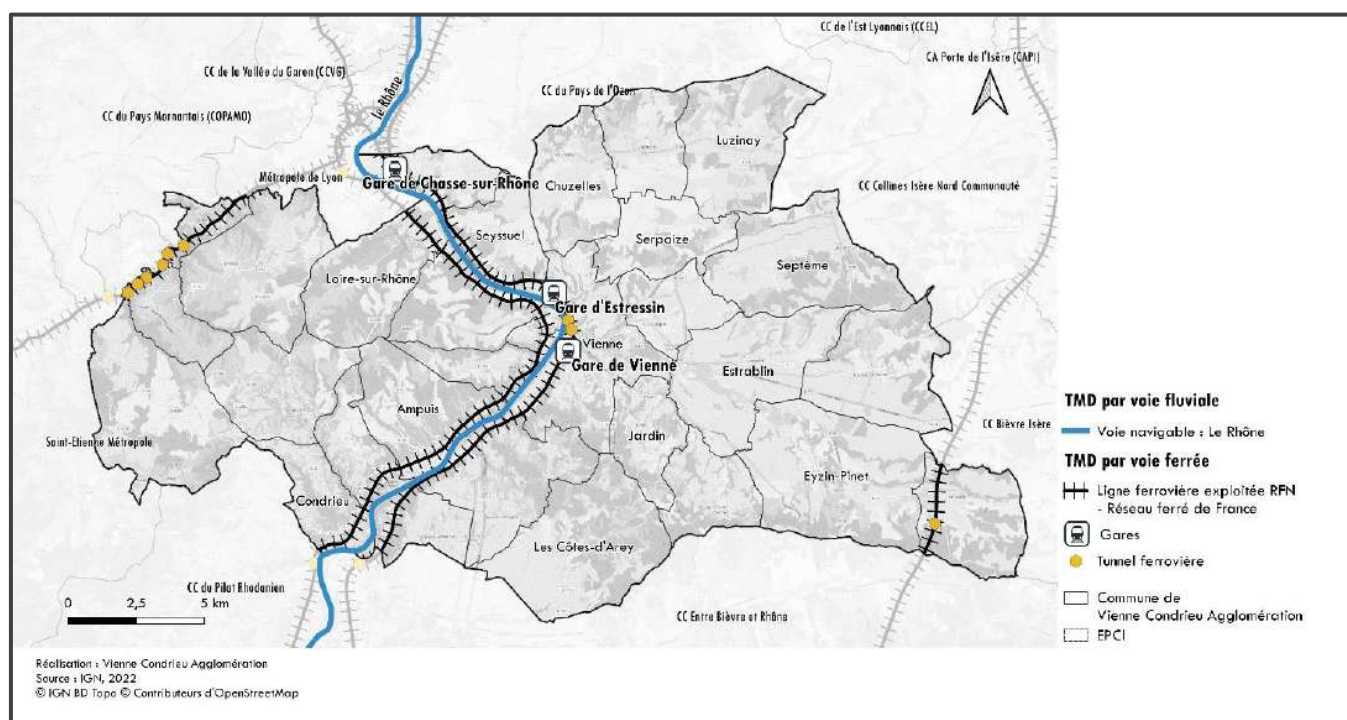 CC de l'Est Lyonnais (CCEL)
CC de la Vallée du Garon (CCVG)
CA Porte de l'Isère (CAPI)
CC du Pays de l'Ozon
le Rhône
CC du Pays Mornantais (COPAMO)
Luzinay
Métropole de Lyon
Gare de Chasse-sur-Rhône
Chuzelles
CC Collines Isère Nord Communauté
Seyssuel
Serpaize
Septème
Loire-sur-Rhône
Gare d'Estressin
Vienne
Gare de Vienne
Estrablin
Ampuis
Jardin
Saint-Etienne Métropole
CC Bièvre Isère
Eyzin-Pinet
Condrieu
Les Côtes-d'Arey
CC du Pilat Rhodanien
CC Entre Bièvre et Rhône
0 2,5 5 km
TMD par voie fluviale
Voie navigable : Le Rhône
TMD par voie ferrée
Ligne ferrovière exploitée RFN
- Réseau ferré de France
Gares
Tunnel ferrovière
Commune de
Vienne Condrieu Agglomération
EPCI
Réalisation : Vienne Condrieu Agglomération
Source : IGN, 2022
© IGN BD Topo © Contributeurs d'OpenStreetMap